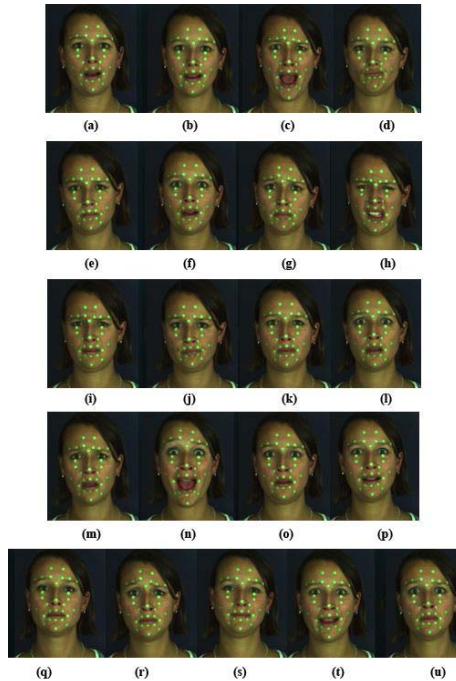 (a) (b) (c) (d)
(e) (f) (g) (h)
(i) (j) (k) (l)
(m) (n) (o) (p)
(q) (r) (s) (t) (u)